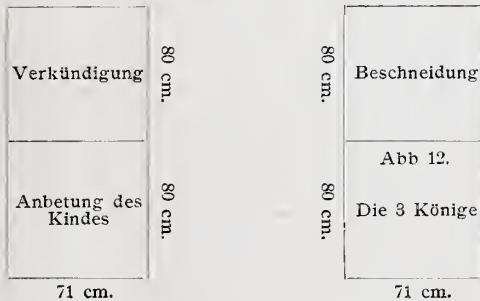 Verkündigung
80 cm.
Anbetung des
Kindes
80 cm.
71 cm.
80 cm.
Beschneidung
80 cm.
Abb 12.
Die 3 Könige
71 cm.